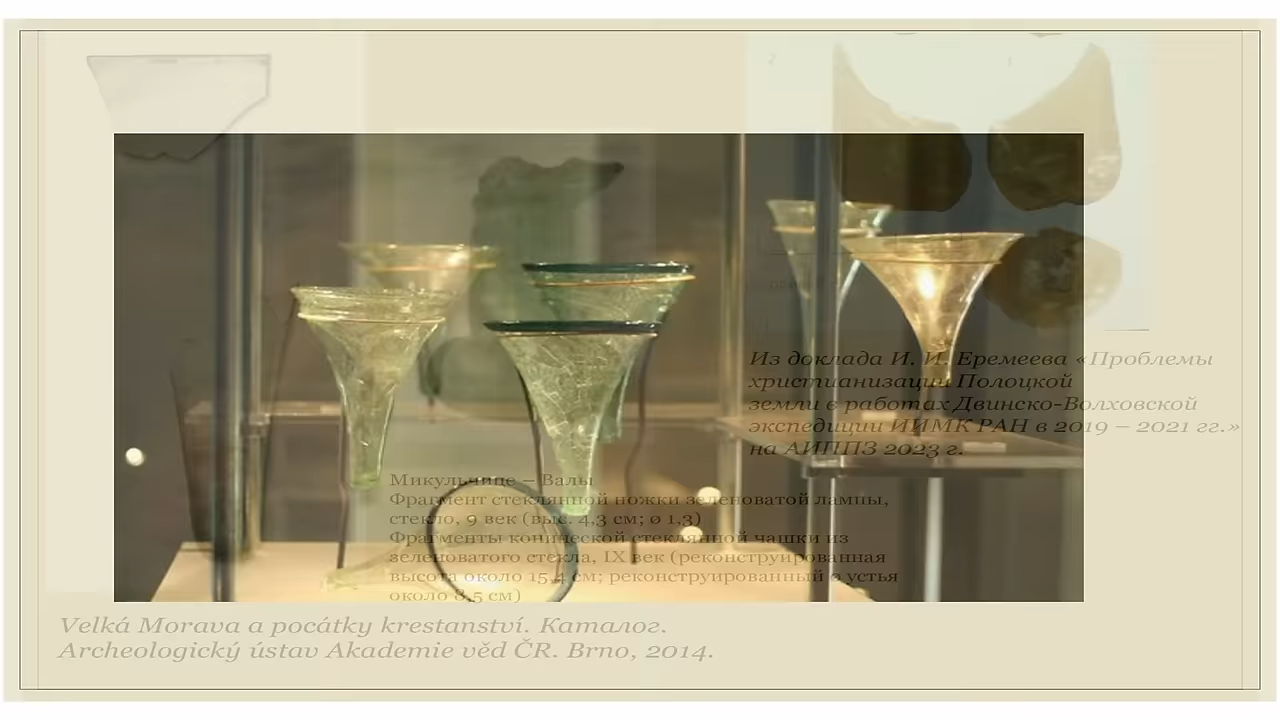 Из доклада И. И. Еремеева «Проблемы
христианизации Полоцкой
земли в работах Двинско-Волховской
экспедиции ИИМК РАН в 2019 – 2021 гг.»
на АИППЗ 2023 г.
Микульчице – Валы
Фрагмент стеклянной ножки зеленоватой лампы,
стекло, 9 век (выс. 4,3 см; ø 1,3)
Фрагменты конической стеклянной чашки из
зеленоватого стекла, IX век (реконструированная
высота около 15,4 см; реконструированный ø устья
около 8,5 см)
Velká Morava a pocátky krestanství. Каталог.
Archeologický ústav Akademie věd ČR. Brno, 2014.